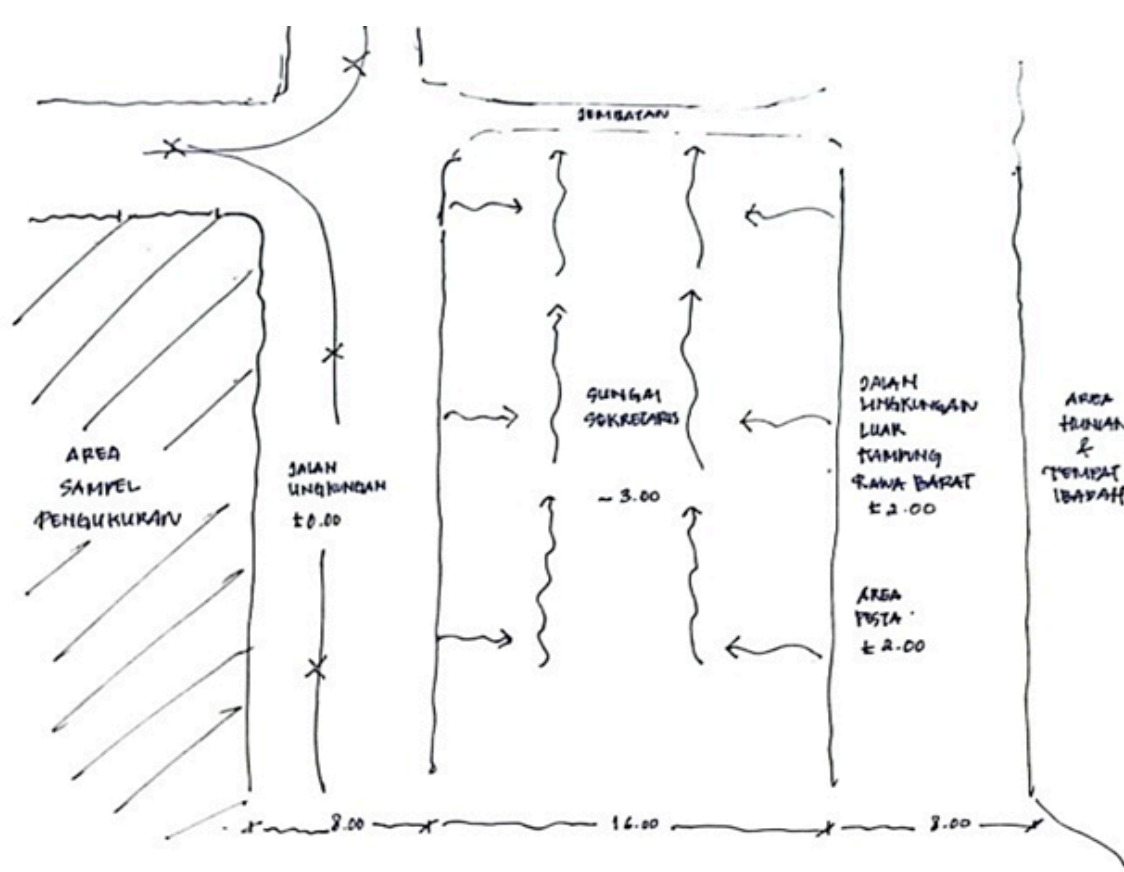 JEMBATAN
SUNGAI
SEKRETARIS
- 3.00
JALAN
LINGKUNGAN
LUAR
KAMPUNG
RAWA BARAT
± 2.00
AREA
PESTA
± 2.00
AREA
HUNIAN
&
TEMPAT
IBADAH
AREA
SAMPEL
PENGUKURAN
JALAN
LINGKUNGAN
± 0.00
8.00
16.00
8.00